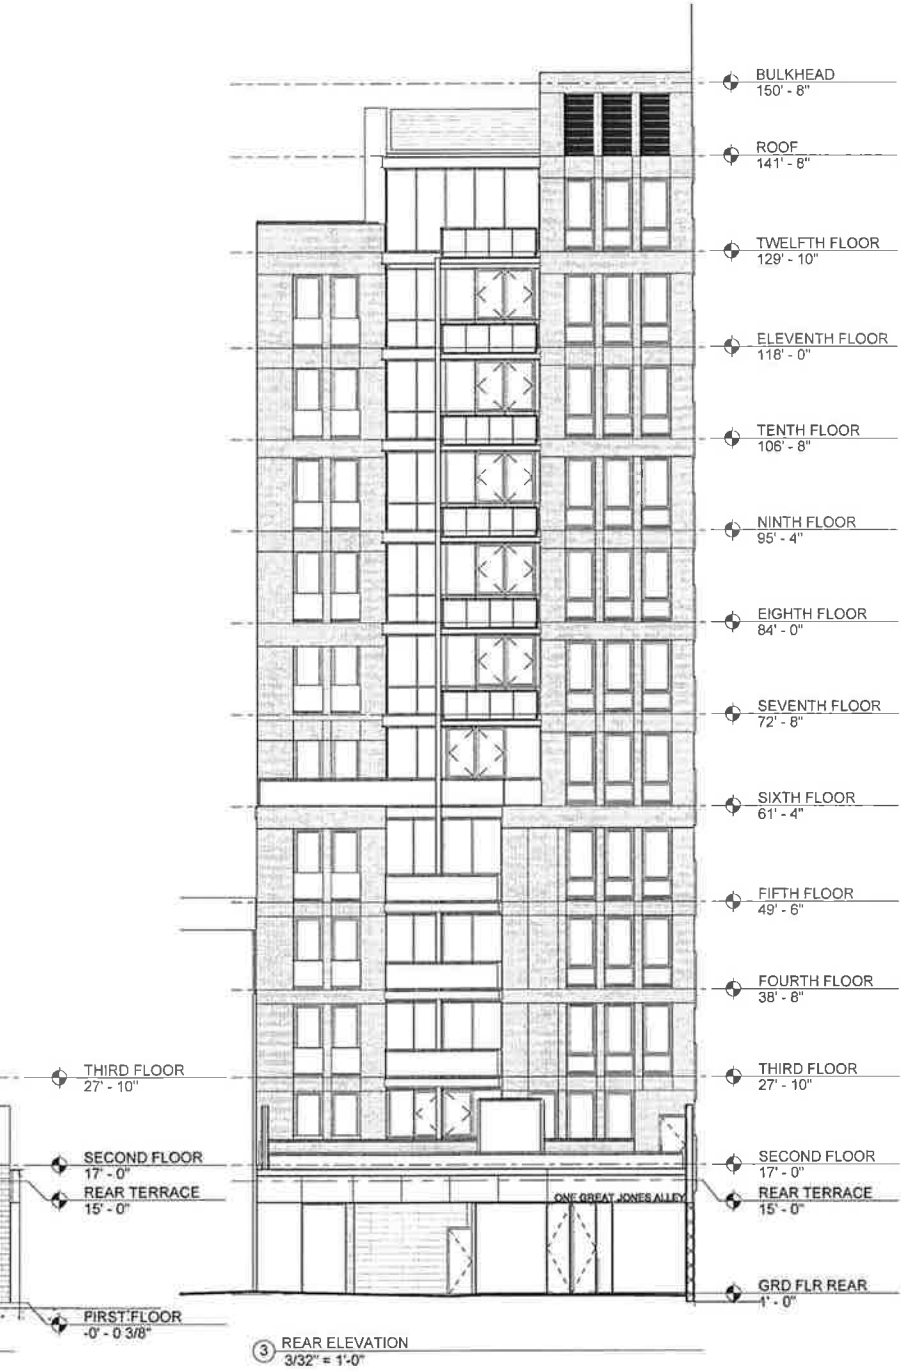 BULKHEAD
150' - 8"
ROOF
141' - 8"
TWELFTH FLOOR
129' - 10"
ELEVENTH FLOOR
118' - 0"
TENTH FLOOR
106' - 8"
NINTH FLOOR
95' - 4"
EIGHTH FLOOR
84' - 0"
SEVENTH FLOOR
72' - 8"
SIXTH FLOOR
61' - 4"
FIFTH FLOOR
49' - 6"
FOURTH FLOOR
38' - 8"
THIRD FLOOR
27' - 10"
THIRD FLOOR
27' - 10"
SECOND FLOOR
17' - 0"
SECOND FLOOR
17' - 0"
REAR TERRACE
15' - 0"
ONE GREAT JONES ALLEY
REAR TERRACE
15' - 0"
GRD FLR REAR
1' - 0"
FIRST FLOOR
-0' - 0 3/8"
3 REAR ELEVATION
3/32" = 1'-0"